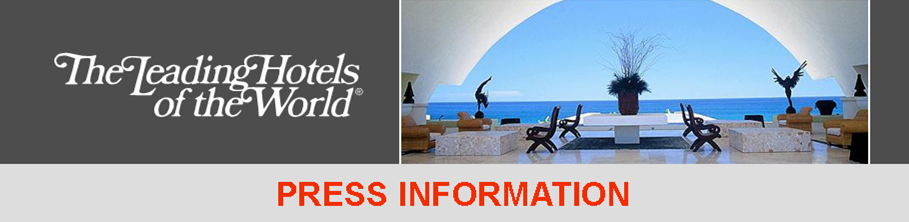 The Leading Hotels
of the World®
PRESS INFORMATION